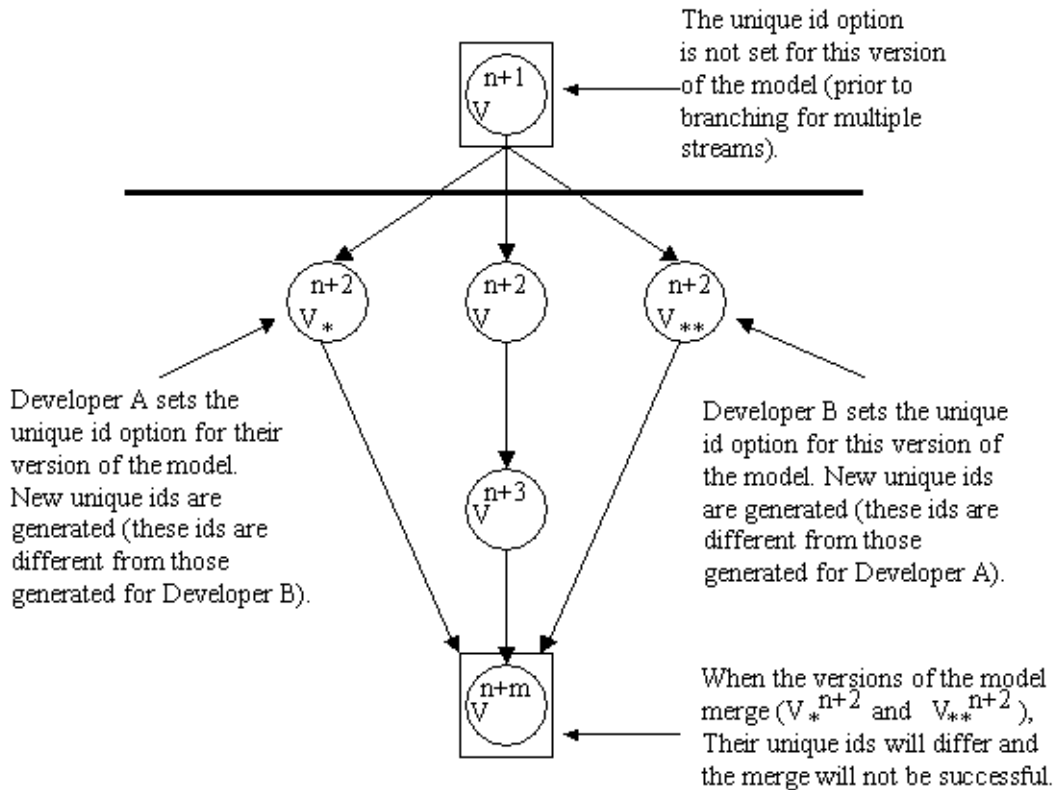 The unique id option
is not set for this version
of the model (prior to
branching for multiple
streams).
n+1
V
n+2
V *
n+2
V
n+2
V **
Developer A sets the
unique id option for their
version of the model.
New unique ids are
generated (these ids are
different from those
generated for Developer B).
Developer B sets the unique
id option for this version of
the model. New unique ids
are generated (these ids are
different from those
generated for Developer A).
n+3
V
n+m
V
When the versions of the model
merge (V *n+2 and V**n+2 ),
Their unique ids will differ and
the merge will not be successful.